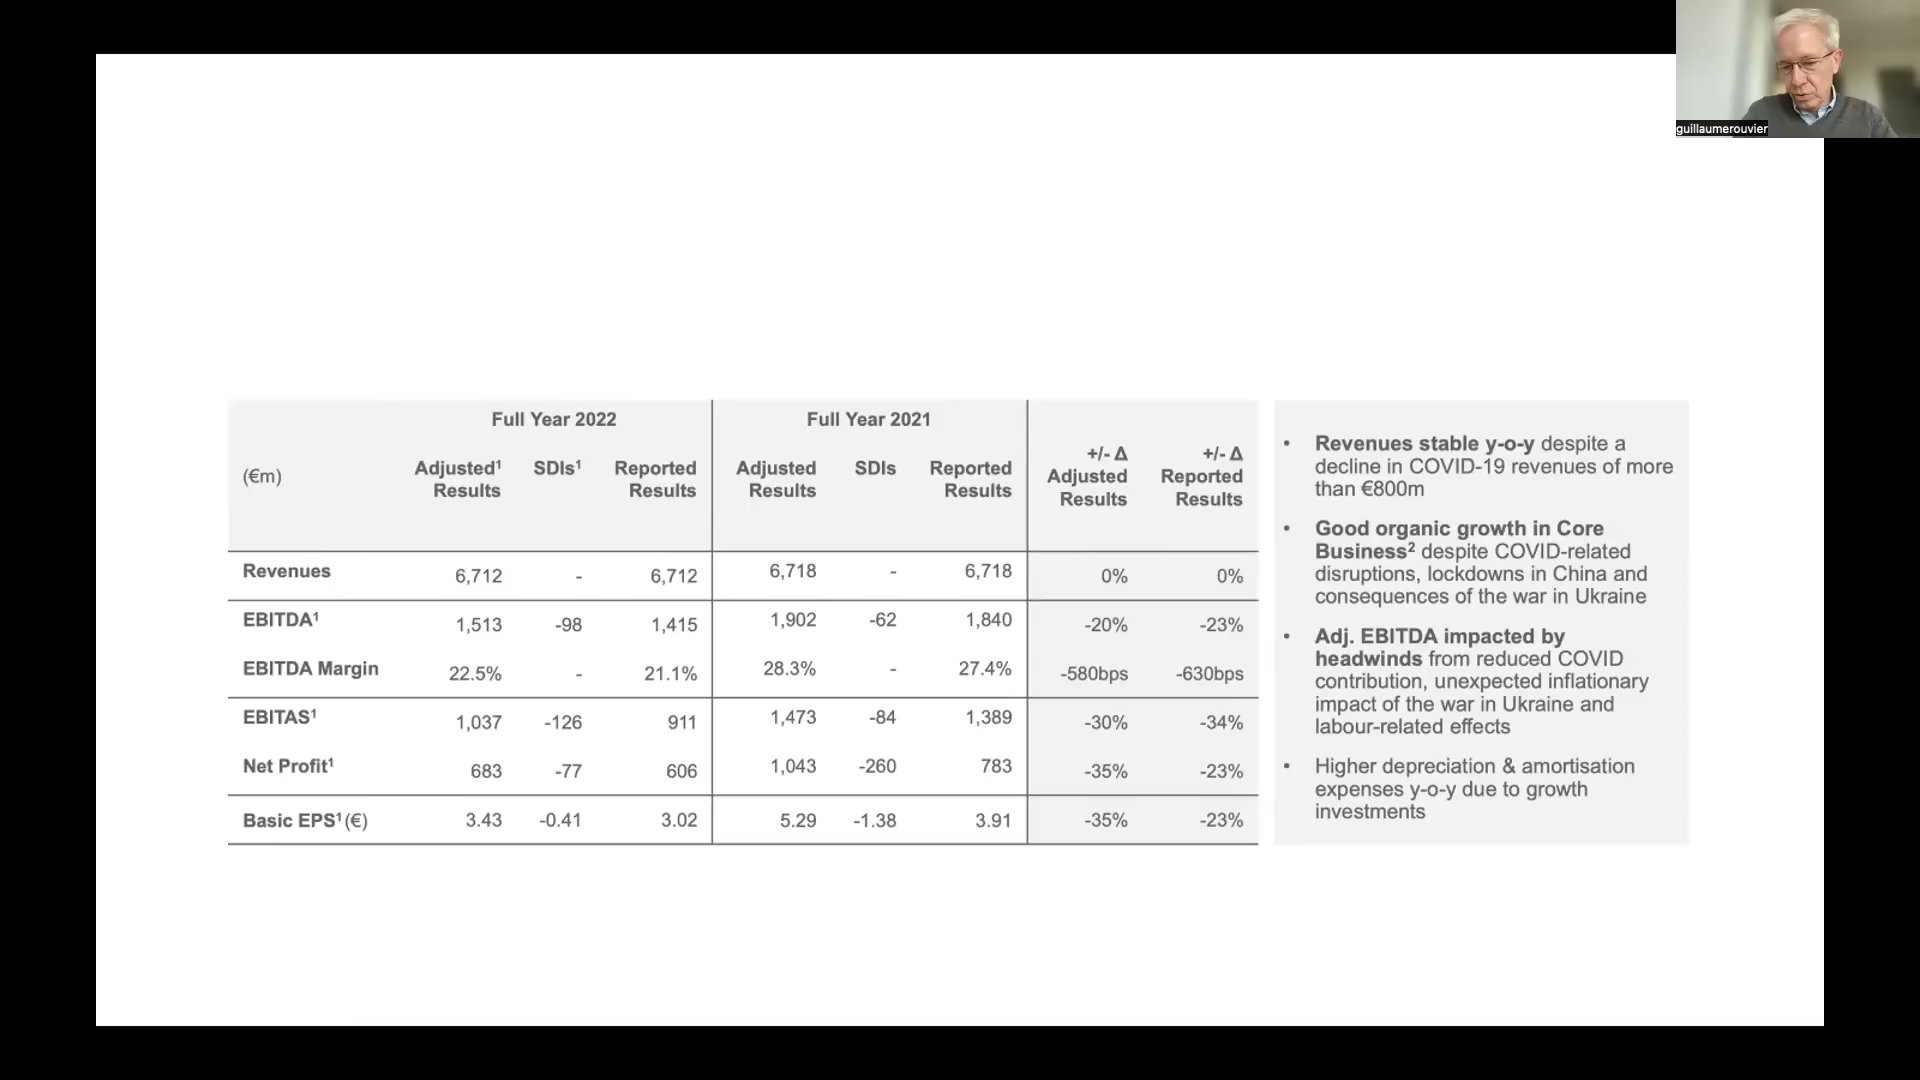 guillaumerouvier
Full Year 2022 Full Year 2021
(€m) Adjusted¹ Results SDIs¹ Reported Results Adjusted Results SDIs Reported Results +/- Δ Adjusted Results +/- Δ Reported Results
Revenues 6,712 - 6,712 6,718 - 6,718 0% 0%
EBITDA¹ 1,513 -98 1,415 1,902 -62 1,840 -20% -23%
EBITDA Margin 22.5% - 21.1% 28.3% - 27.4% -580bps -630bps
EBITAS¹ 1,037 -126 911 1,473 -84 1,389 -30% -34%
Net Profit¹ 683 -77 606 1,043 -260 783 -35% -23%
Basic EPS¹ (€) 3.43 -0.41 3.02 5.29 -1.38 3.91 -35% -23%
• Revenues stable y-o-y despite a
decline in COVID-19 revenues of more
than €800m
• Good organic growth in Core
Business² despite COVID-related
disruptions, lockdowns in China and
consequences of the war in Ukraine
• Adj. EBITDA impacted by
headwinds from reduced COVID
contribution, unexpected inflationary
impact of the war in Ukraine and
labour-related effects
• Higher depreciation & amortisation
expenses y-o-y due to growth
investments